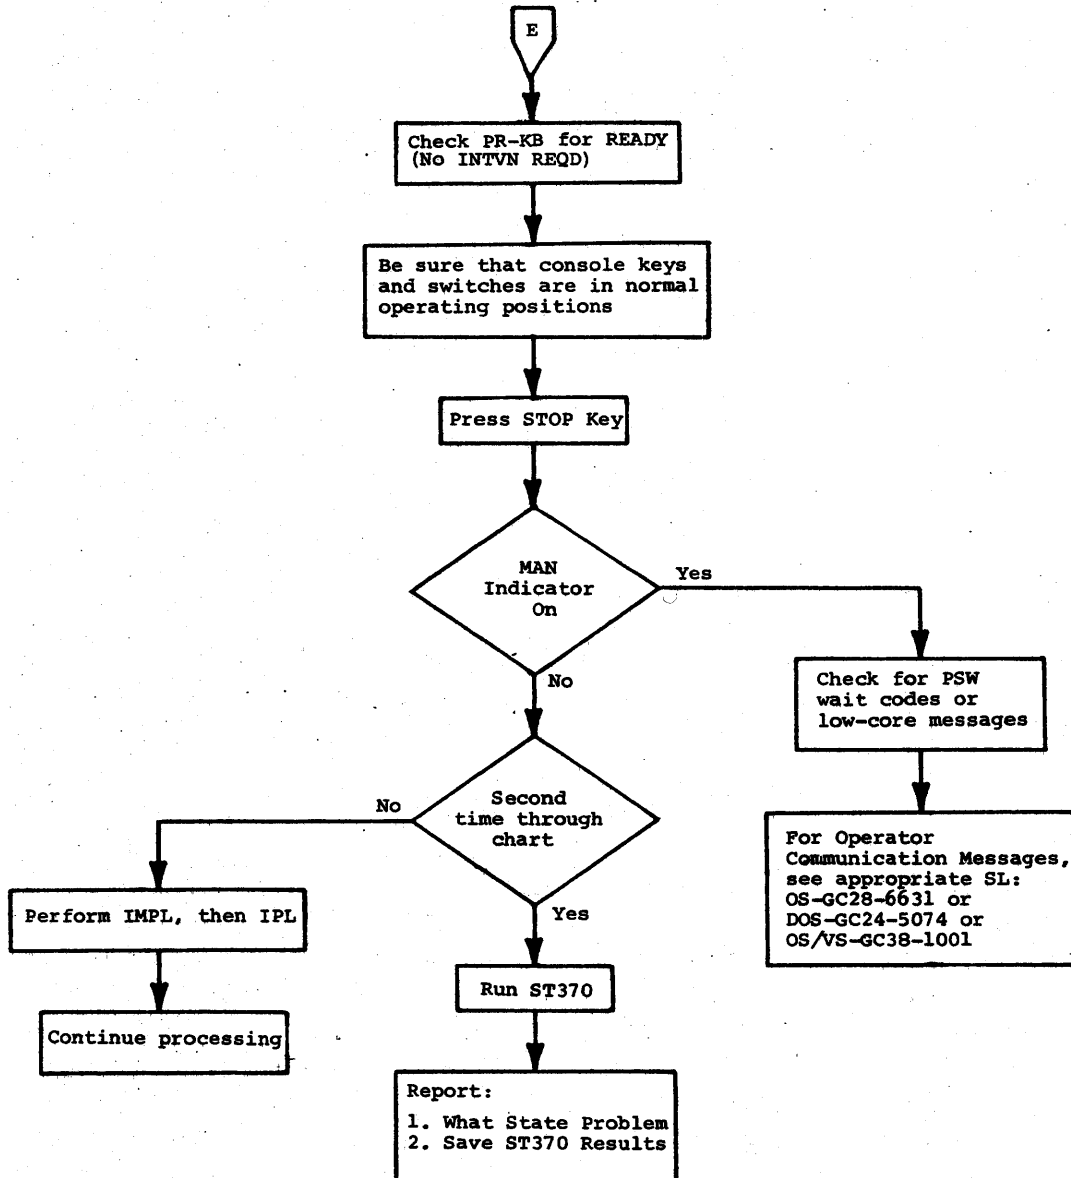 E
Check PR-KB for READY
(No INTVN REQD)
Be sure that console keys
and switches are in normal
operating positions
Press STOP Key
MAN
Indicator
On
Yes
No
Check for PSW
wait codes or
low-core messages
Second
time through
chart
No
Yes
For Operator
Communication Messages,
see appropriate SL:
OS-GC28-6631 or
DOS-GC24-5074 or
OS/VS-GC38-1001
Perform IMPL, then IPL
Run ST370
Continue processing
Report:
1. What State Problem
2. Save ST370 Results